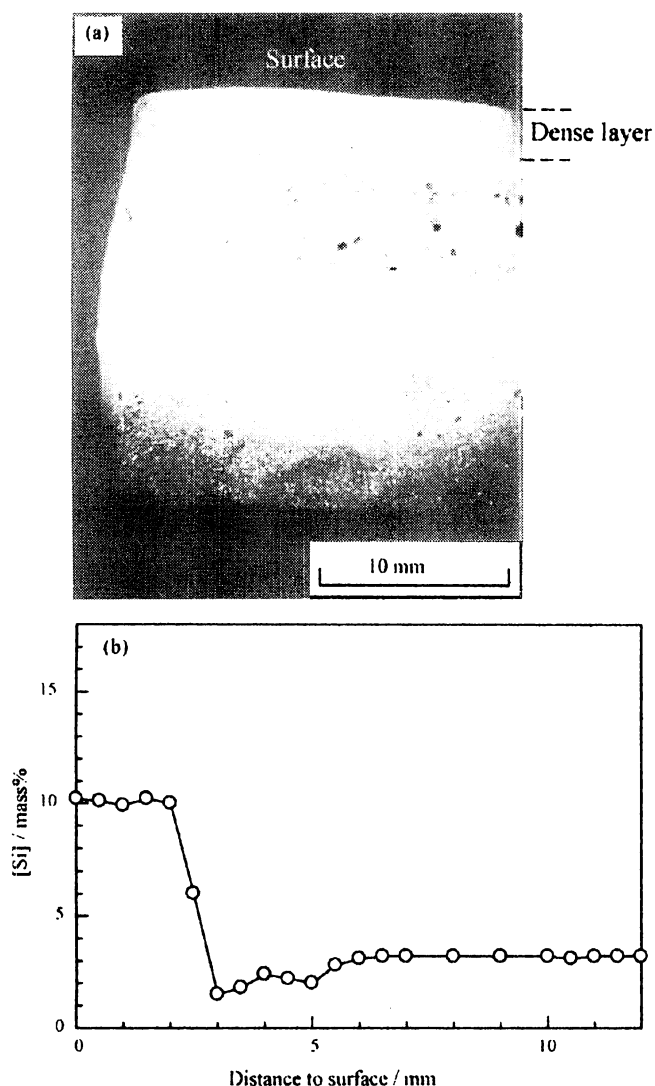 (a)
Surface
Dense layer
10 mm
(b)
15
10
5
0
[Si] / mass%
0 5 10
Distance to surface / mm